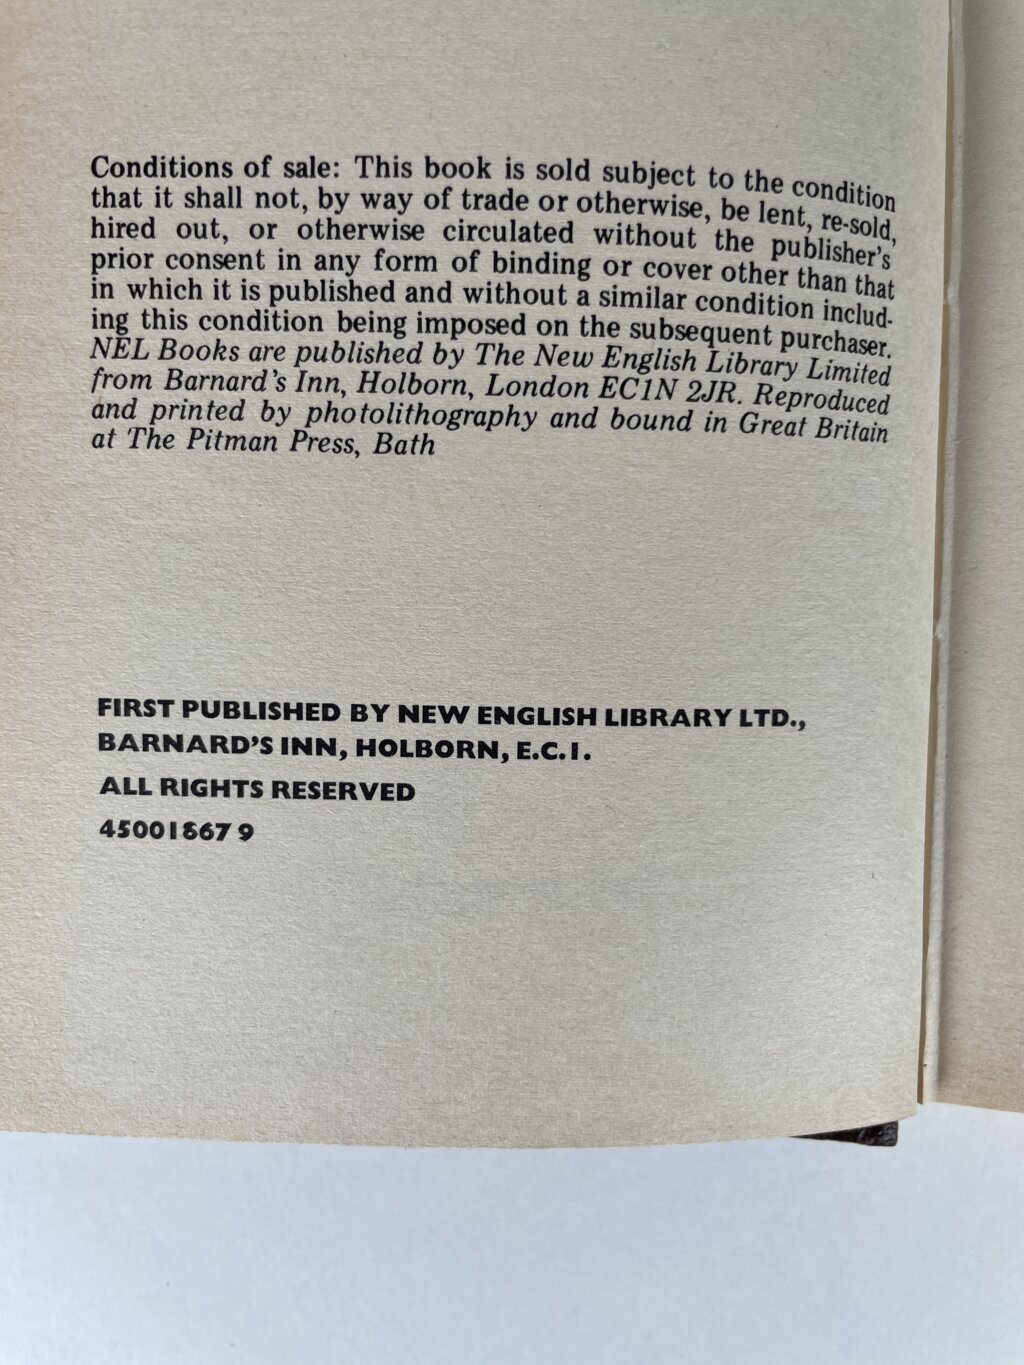 Conditions of sale: This book is sold subject to the condition
that it shall not, by way of trade or otherwise, be lent, re-sold,
hired out, or otherwise circulated without the publisher's
prior consent in any form of binding or cover other than that
in which it is published and without a similar condition includ-
ing this condition being imposed on the subsequent purchaser.
NEL Books are published by The New English Library Limited
from Barnard's Inn, Holborn, London EC1N 2JR. Reproduced
and printed by photolithography and bound in Great Britain
at The Pitman Press, Bath
FIRST PUBLISHED BY NEW ENGLISH LIBRARY LTD.,
BARNARD'S INN, HOLBORN, E.C.1.
ALL RIGHTS RESERVED
45001867 9